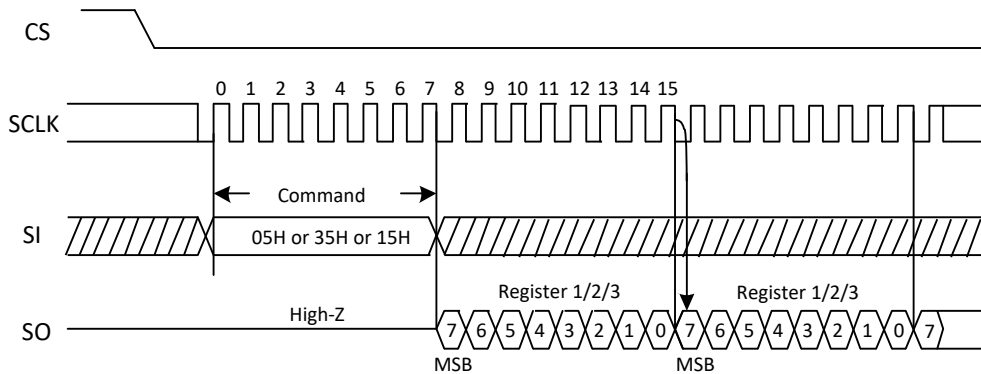 CS
0 1 2 3 4 5 6 7 8 9 10 11 12 13 14 15
SCLK
Command
SI
05H or 35H or 15H
Register 1/2/3 Register 1/2/3
High-Z
SO
7 6 5 4 3 2 1 0 7 6 5 4 3 2 1 0 7
MSB MSB